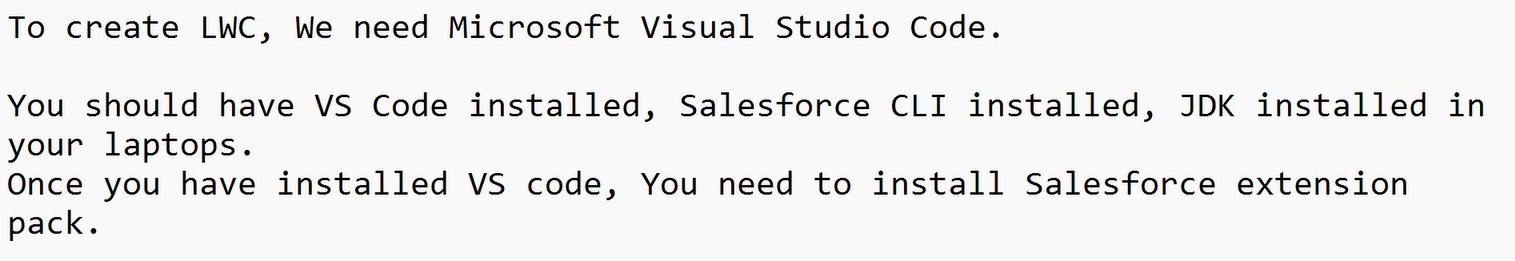 To create LWC, We need Microsoft Visual Studio Code.
You should have VS Code installed, Salesforce CLI installed, JDK installed in
your laptops.
Once you have installed VS code, You need to install Salesforce extension
pack.